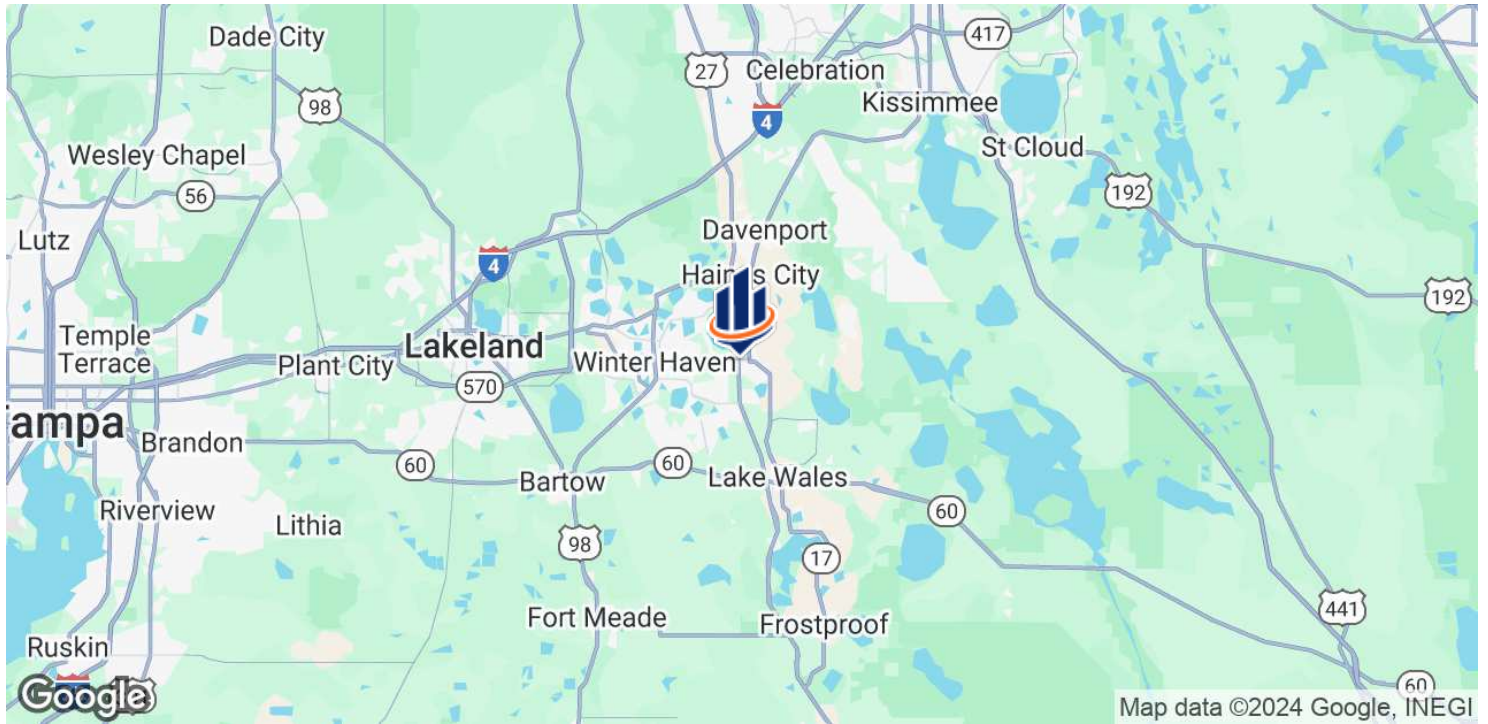 Dade City
417
27
Celebration
98
Kissimmee
4
Wesley Chapel
St Cloud
56
192
Lutz
Davenport
4
Haines City
192
Temple
Terrace
Plant City
Lakeland
Winter Haven
570
Tampa
Brandon
60
60
Bartow
Lake Wales
Riverview
60
Lithia
98
17
Fort Meade
Frostproof
441
Ruskin
60
Google
Map data ©2024 Google, INEGI